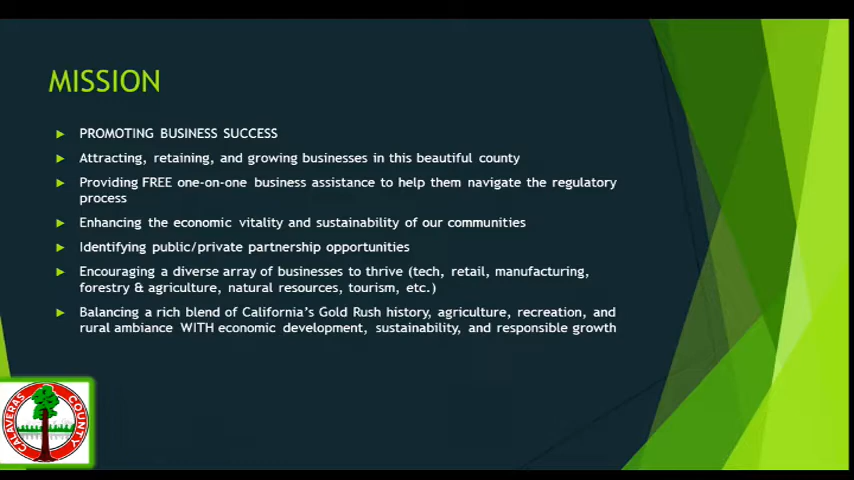 MISSION
PROMOTING BUSINESS SUCCESS
Attracting, retaining, and growing businesses in this beautiful county
Providing FREE one-on-one business assistance to help them navigate the regulatory
process
Enhancing the economic vitality and sustainability of our communities
Identifying public/private partnership opportunities
Encouraging a diverse array of businesses to thrive (tech, retail, manufacturing,
forestry & agriculture, natural resources, tourism, etc.)
Balancing a rich blend of California’s Gold Rush history, agriculture, recreation, and
rural ambiance WITH economic development, sustainability, and responsible growth
CALAVERAS COUNTY